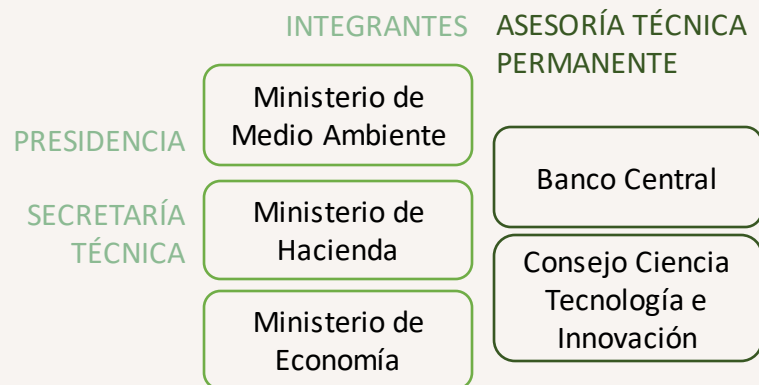 INTEGRANTES
ASESORÍA TÉCNICA
PERMANENTE
PRESIDENCIA
Ministerio de
Medio Ambiente
SECRETARÍA
TÉCNICA
Ministerio de
Hacienda
Ministerio de
Economía
Banco Central
Consejo Ciencia
Tecnología e
Innovación